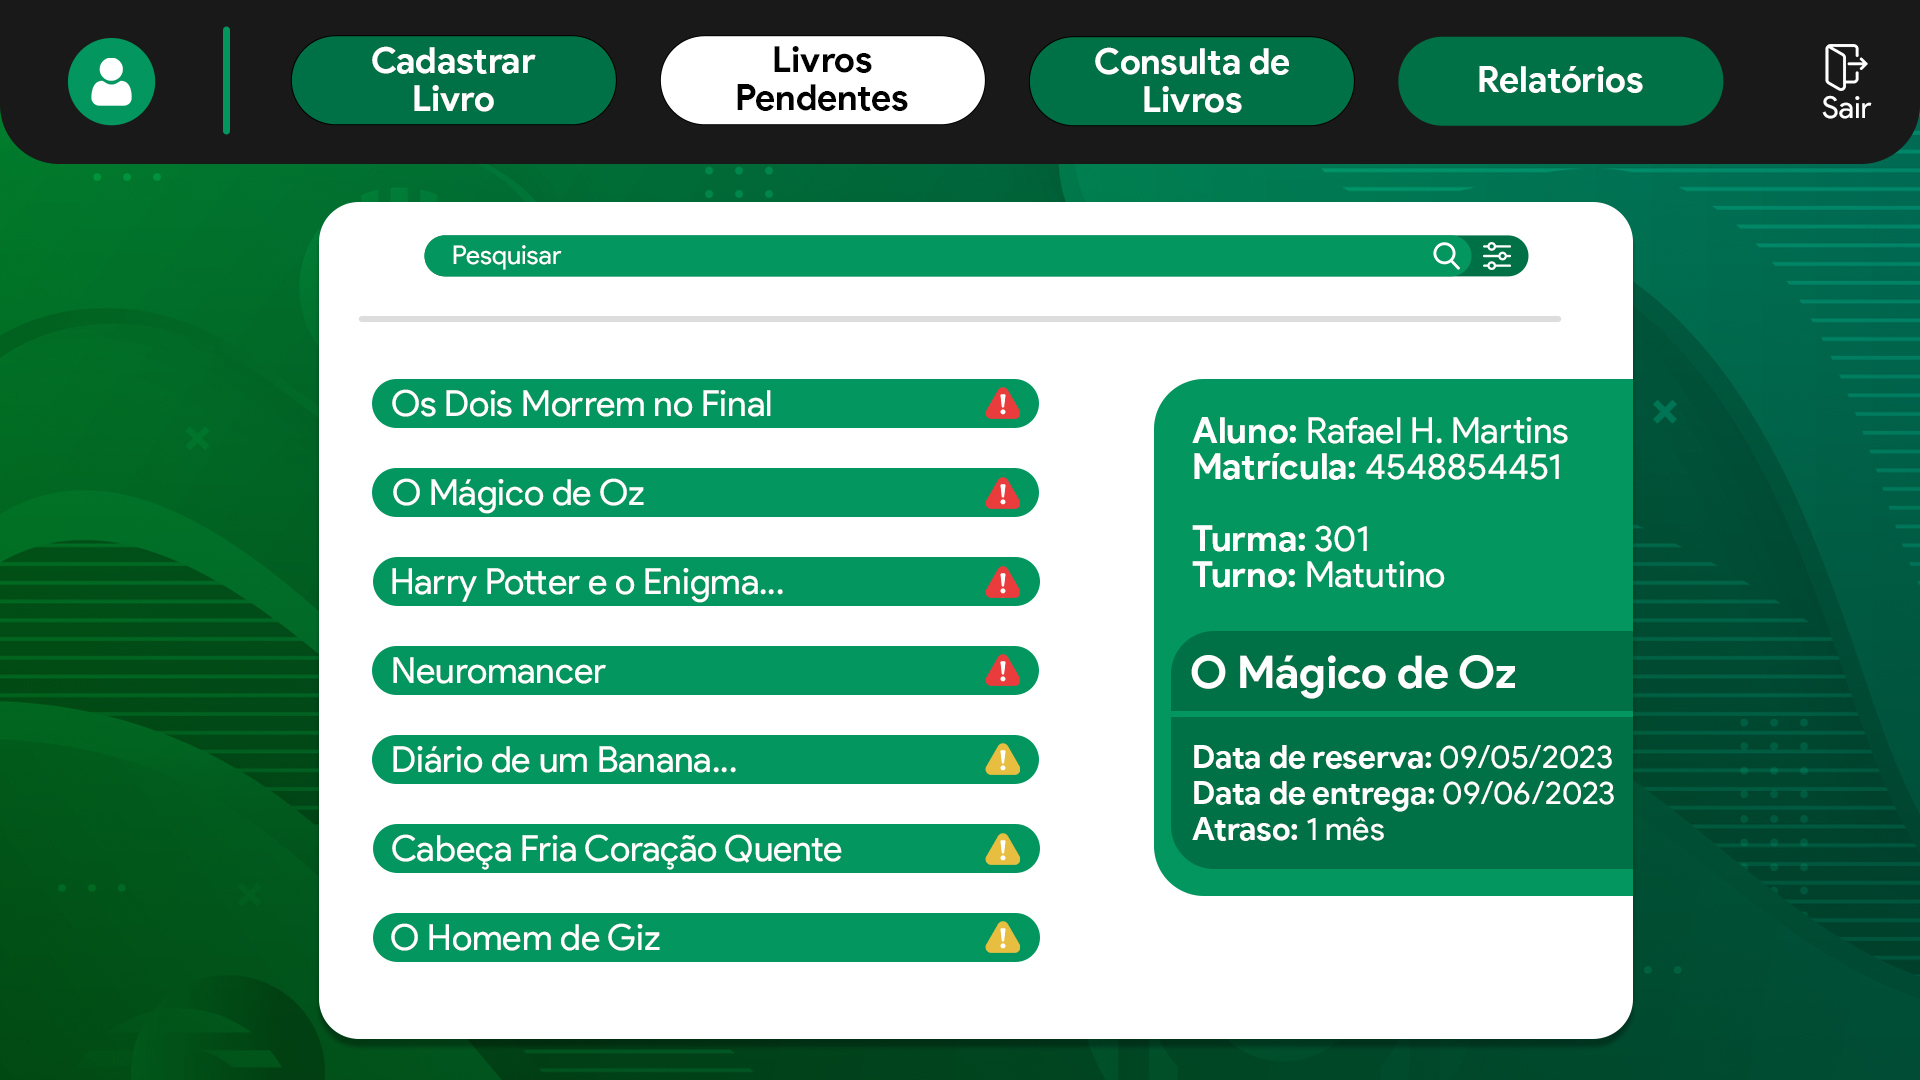 Cadastrar
Livro
Livros
Pendentes
Consulta de
Livros
Relatórios
Sair
Pesquisar
Os Dois Morrem no Final
O Mágico de Oz
Harry Potter e o Enigma...
Neuromancer
Diário de um Banana...
Cabeça Fria Coração Quente
O Homem de Giz
Aluno: Rafael H. Martins
Matrícula: 4548854451
Turma: 301
Turno: Matutino
O Mágico de Oz
Data de reserva: 09/05/2023
Data de entrega: 09/06/2023
Atraso: 1 mês